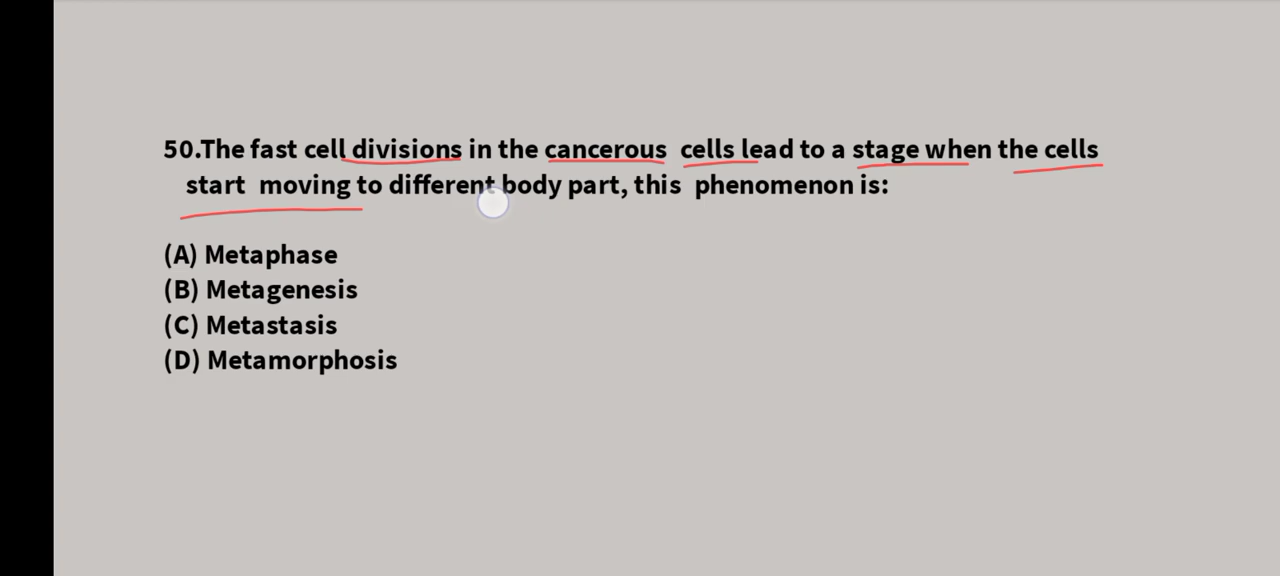 50.The fast cell divisions in the cancerous cells lead to a stage when the cells
start moving to different body part, this phenomenon is:
(A) Metaphase
(B) Metagenesis
(C) Metastasis
(D) Metamorphosis